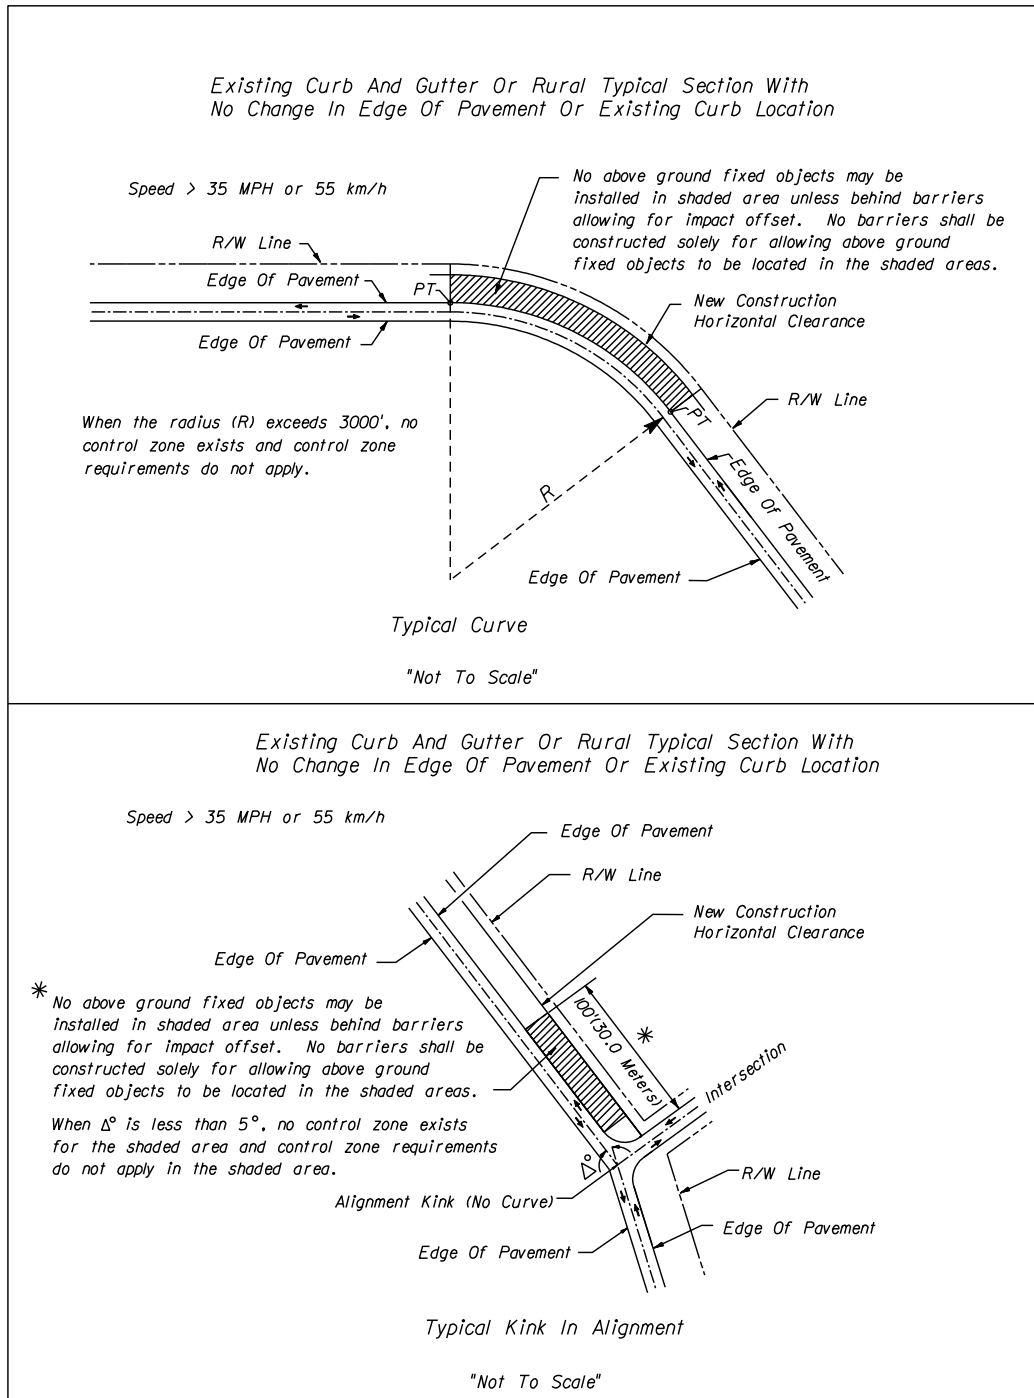 Existing Curb And Gutter Or Rural Typical Section With
No Change In Edge Of Pavement Or Existing Curb Location
Speed > 35 MPH or 55 km/h
No above ground fixed objects may be
installed in shaded area unless behind barriers
allowing for impact offset. No barriers shall be
constructed solely for allowing above ground
fixed objects to be located in the shaded areas.
R/W Line
Edge Of Pavement
PT
New Construction
Horizontal Clearance
Edge Of Pavement
R/W Line
PT
When the radius (R) exceeds 3000', no
control zone exists and control zone
requirements do not apply.
Edge Of Pavement
R
Edge Of Pavement
Typical Curve
"Not To Scale"
Existing Curb And Gutter Or Rural Typical Section With
No Change In Edge Of Pavement Or Existing Curb Location
Speed > 35 MPH or 55 km/h
Edge Of Pavement
R/W Line
New Construction
Horizontal Clearance
Edge Of Pavement
* No above ground fixed objects may be
installed in shaded area unless behind barriers
allowing for impact offset. No barriers shall be
constructed solely for allowing above ground
fixed objects to be located in the shaded areas.
100'(30.0 Meters)
*
Intersection
When Δ° is less than 5°, no control zone exists
for the shaded area and control zone requirements
do not apply in the shaded area.
Δ°
R/W Line
Alignment Kink (No Curve)
Edge Of Pavement
Edge Of Pavement
Typical Kink In Alignment
"Not To Scale"